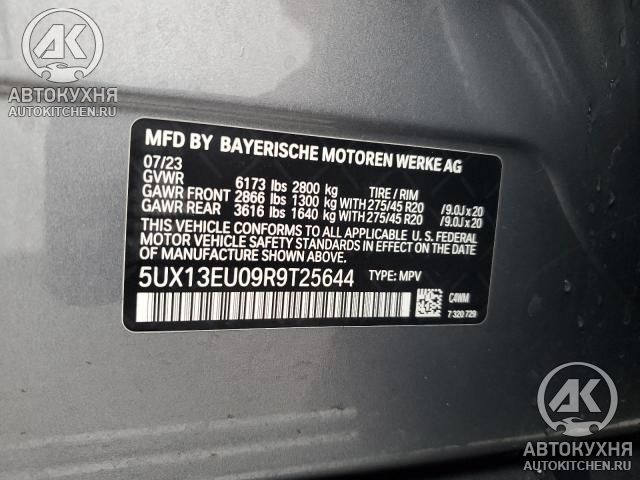 АК
АВТОКУХНЯ
AUTOKITCHEN.RU
MFD BY BAYERISCHE MOTOREN WERKE AG
07/23
GVWR 6173 lbs 2800 kg TIRE / RIM
GAWR FRONT 2866 lbs 1300 kg WITH 275/45 R20 /9.0J x 20
GAWR REAR 3616 lbs 1640 kg WITH 275/45 R20 /9.0J x 20
THIS VEHICLE CONFORMS TO ALL APPLICABLE U. S. FEDERAL
MOTOR VEHICLE SAFETY STANDARDS IN EFFECT ON THE DATE
OF MANUFACTURE SHOWN ABOVE.
5UX13EU09R9T25644 TYPE: MPV
C4WM
7 320 729
АК
АВТОКУХНЯ
AUTOKITCHEN.RU